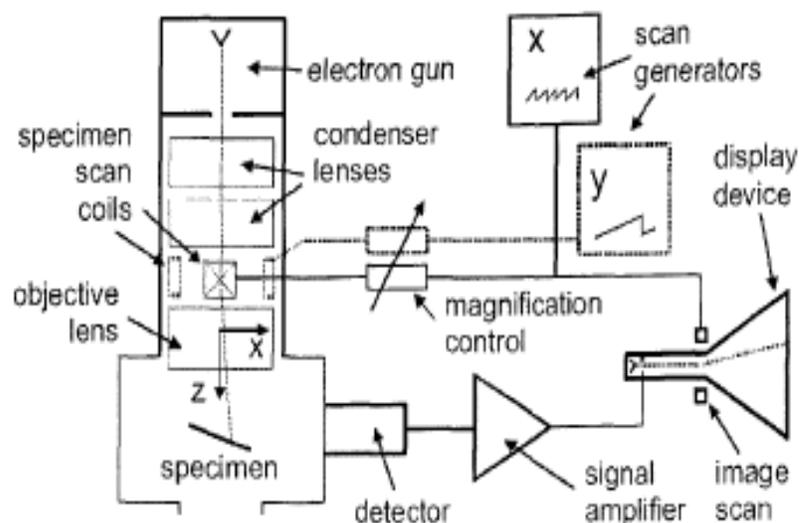 electron gun
specimen
scan
coils
condenser
lenses
objective
lens
X
Z
specimen
detector
magnification
control
X
scan
generators
y
display
device
signal
amplifier
image
scan